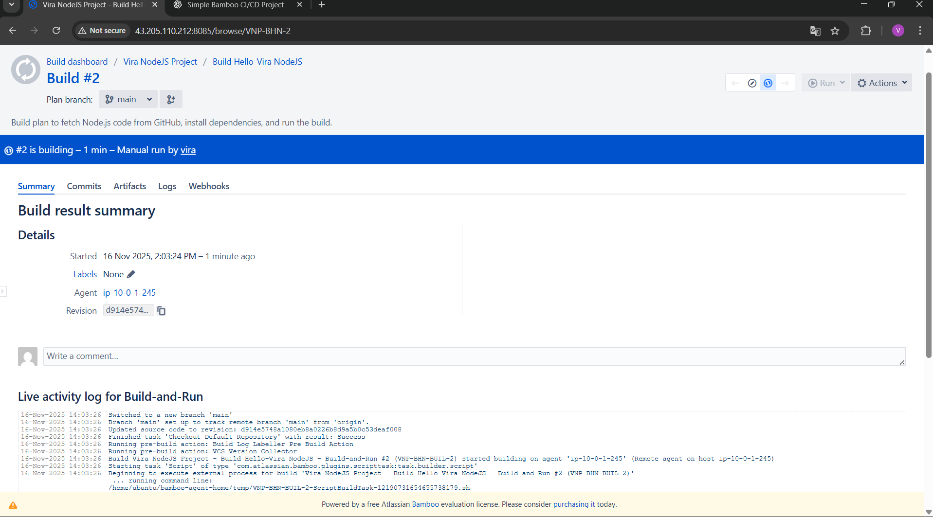 Vira NodeJS Project - Build Hel
Simple Bamboo CI/CD Project
Not secure
43.205.110.212:8085/browse/VNP-BHN-2
V
Build dashboard / Vira NodeJS Project / Build Hello-Vira NodeJS
Build #2
Run
Actions
Plan branch: main
Build plan to fetch Node.js code from GitHub, install dependencies, and run the build.
#2 is building – 1 min – Manual run by vira
Summary Commits Artifacts Logs Webhooks
Build result summary
Details
Started 16 Nov 2025, 2:03:24 PM – 1 minute ago
Labels None
Agent ip-10-0-1-245
Revision d914e574...
Write a comment...
Live activity log for Build-and-Run
16-Nov-2025 14:03:26 Switched to a new branch 'main'
16-Nov-2025 14:03:26 Branch 'main' set up to track remote branch 'main' from 'origin'.
16-Nov-2025 14:03:26 Updated source code to revision:
16-Nov-2025 14:03:26 Finished task 'Checkout Default Repository' with result: Success
16-Nov-2025 14:03:26 Running pre-build action: Build Log Labeller Pre Build Action
16-Nov-2025 14:03:26 Running pre-build action: VCS Version Collector
16-Nov-2025 14:03:26 Build Vira NodeJS Project - Build Hello-Vira NodeJS - Build-and-Run #2 (VNP-BHN-BUIL-2) started building on agent 'ip-10-0-1-245' (Remote agent on host ip-10-0-1-245)
16-Nov-2025 14:03:26 Starting task 'Script' of type 'com.atlassian.bamboo.plugins.scripttask:task.builder.script'
16-Nov-2025 14:03:26 Beginning to execute external process for build 'Vira NodeJS Project - Build Hello-Vira NodeJS - Build-and-Run #2 (VNP-BHN-BUIL-2)'
... running command line:
/home/ubuntu/bamboo-agent-home/temp/VNP-BHN-BUIL-2-ScriptBuildTask-12190731654655738179.sh
Powered by a free Atlassian Bamboo evaluation license. Please consider purchasing it today.